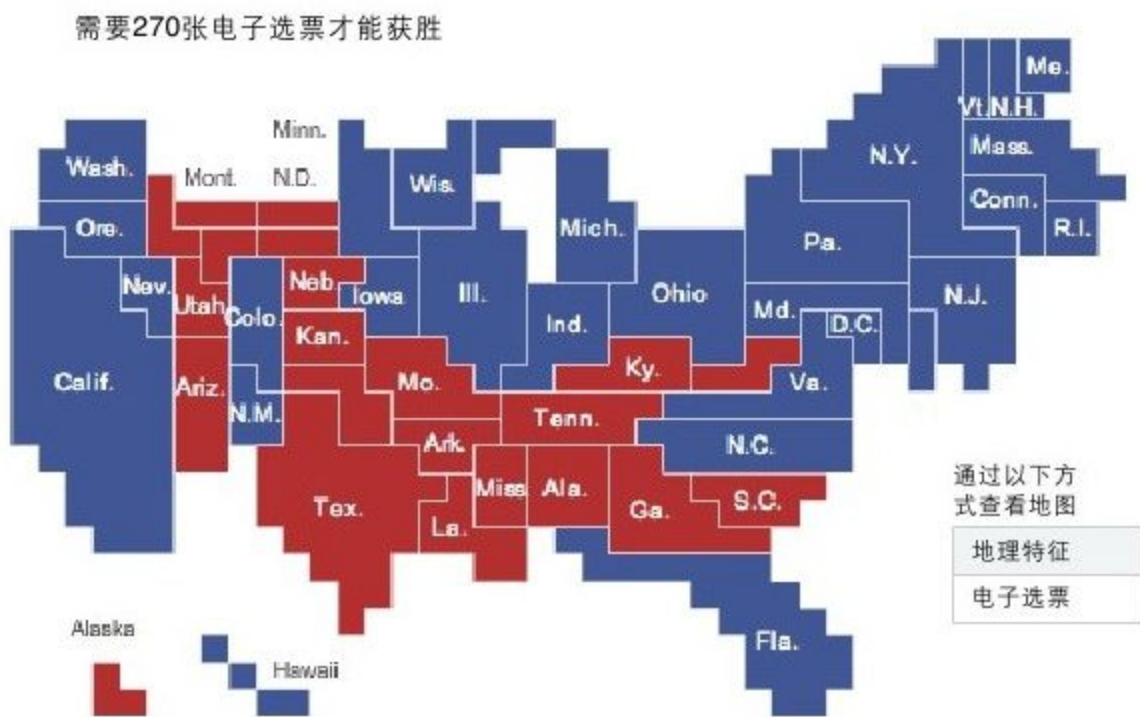 需要270张电子选票才能获胜
Me.
Vt.
N.H.
Minn.
Wash.
Mont.
N.D.
Wis.
N.Y.
Mass.
Conn.
R.I.
Ore.
Mich.
Pa.
Nev.
Utah
Colo.
Neb.
Iowa
Ill.
Ind.
Ohio
Md.
D.C.
N.J.
Kan.
Calif.
Ariz.
N.M.
Mo.
Ky.
Va.
Tenn.
N.C.
Ark.
Tex.
La.
Miss
Ala.
Ga.
S.C.
通过以下方
式查看地图
地理特征
电子选票
Alaska
Hawaii
Fla.